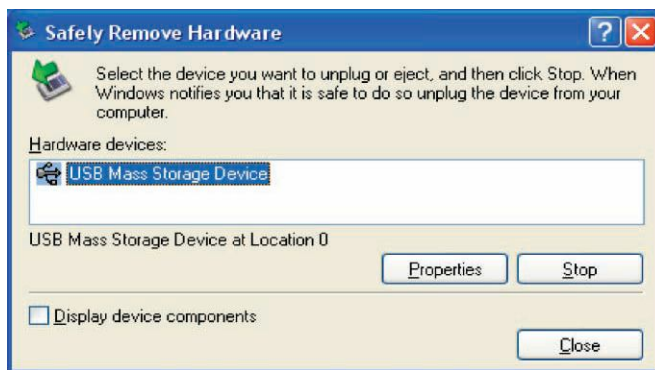 Safely Remove Hardware
Select the device you want to unplug or eject, and then click Stop. When
Windows notifies you that it is safe to do so unplug the device from your
computer.
Hardware devices:
USB Mass Storage Device
USB Mass Storage Device at Location 0
Properties Stop
Display device components
Close